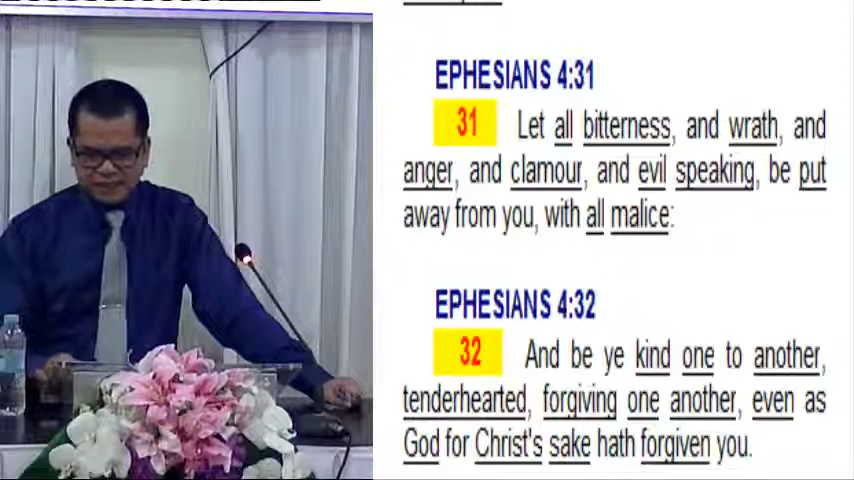 EPHESIANS 4:31
31 Let all bitterness, and wrath, and
anger, and clamour, and evil speaking, be put
away from you, with all malice:
EPHESIANS 4:32
32 And be ye kind one to another,
tenderhearted, forgiving one another, even as
God for Christ's sake hath forgiven you.